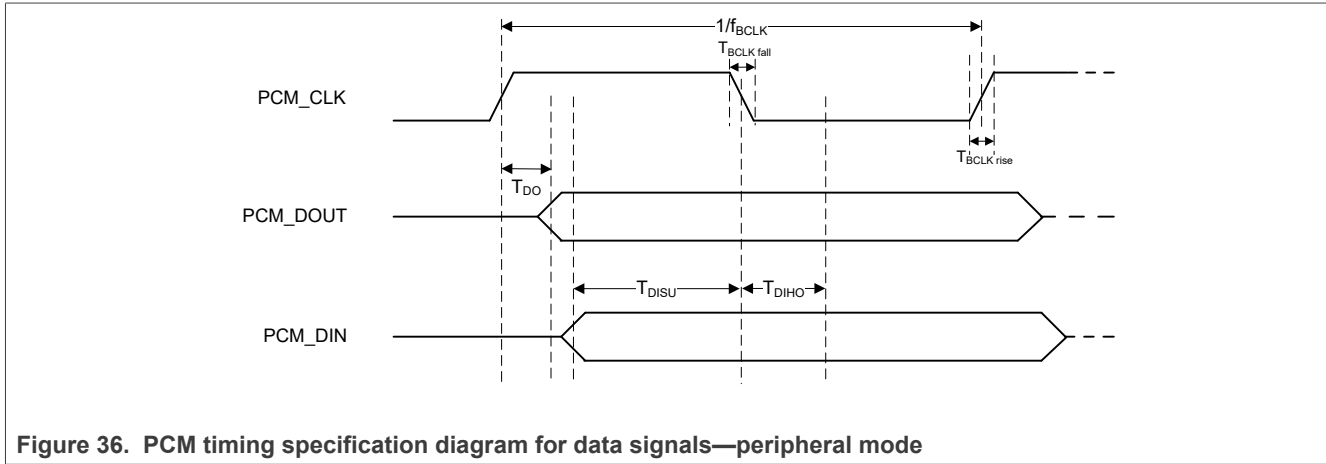 1/fBCLK
TBCLK fall
PCM_CLK
TBCLK rise
TDO
PCM_DOUT
TDISU
TDIHO
PCM_DIN
Figure 36. PCM timing specification diagram for data signals—peripheral mode